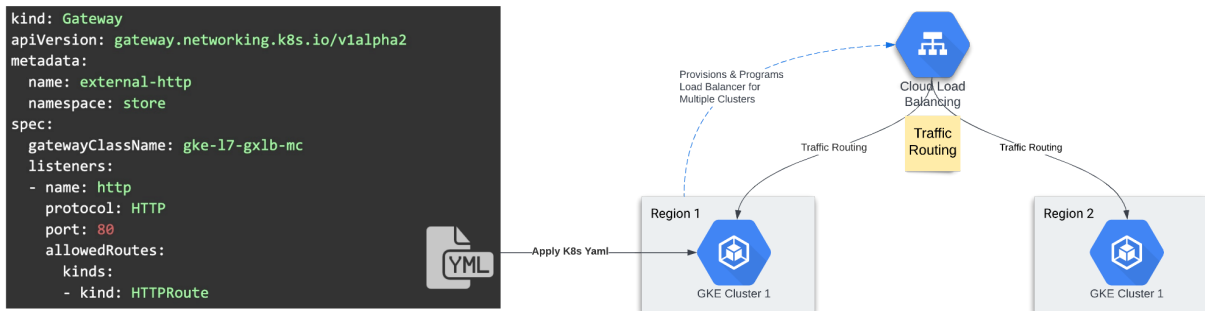 kind: Gateway
apiVersion: gateway.networking.k8s.io/v1alpha2
metadata:
  name: external-http
  namespace: store
spec:
  gatewayClassName: gke-l7-gxlb-mc
  listeners:
  - name: http
    protocol: HTTP
    port: 80
    allowedRoutes:
      kinds:
      - kind: HTTPRoute
YML
Apply K8s Yaml
Provisions & Programs
Load Balancer for
Multiple Clusters
Cloud Load
Balancing
Traffic
Routing
Traffic Routing
Traffic Routing
Region 1
GKE Cluster 1
Region 2
GKE Cluster 1